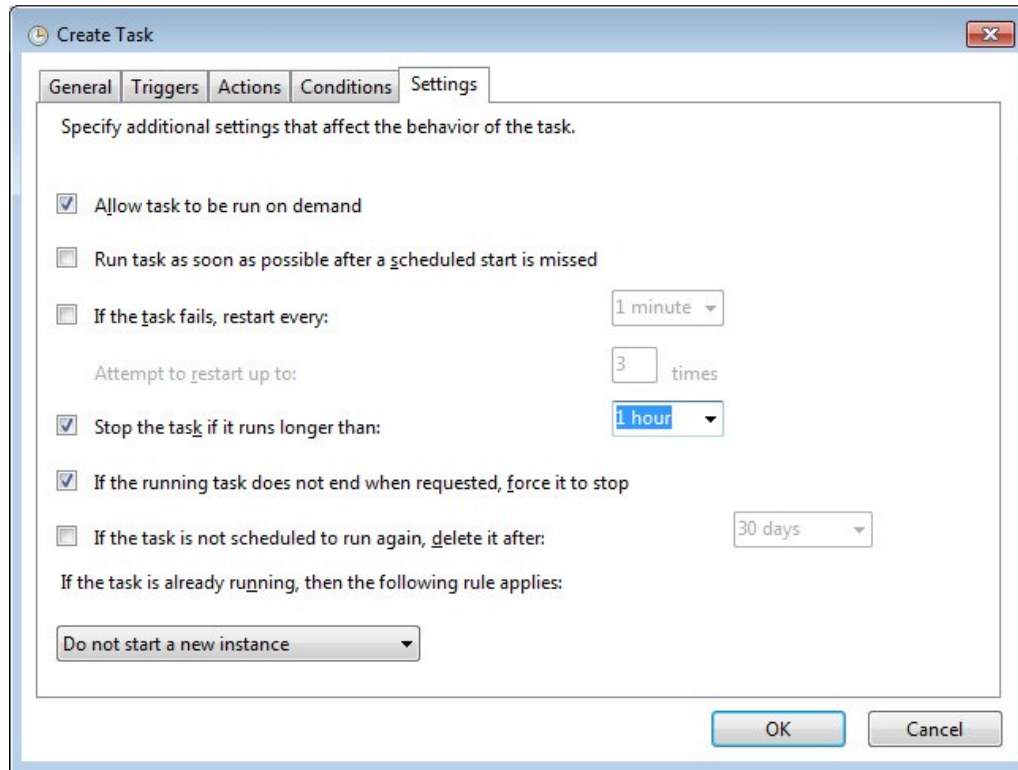 Create Task
General Triggers Actions Conditions Settings
Specify additional settings that affect the behavior of the task.
Allow task to be run on demand
Run task as soon as possible after a scheduled start is missed
If the task fails, restart every: 1 minute
Attempt to restart up to: 3 times
Stop the task if it runs longer than: 1 hour
If the running task does not end when requested, force it to stop
If the task is not scheduled to run again, delete it after: 30 days
If the task is already running, then the following rule applies:
Do not start a new instance
OK Cancel